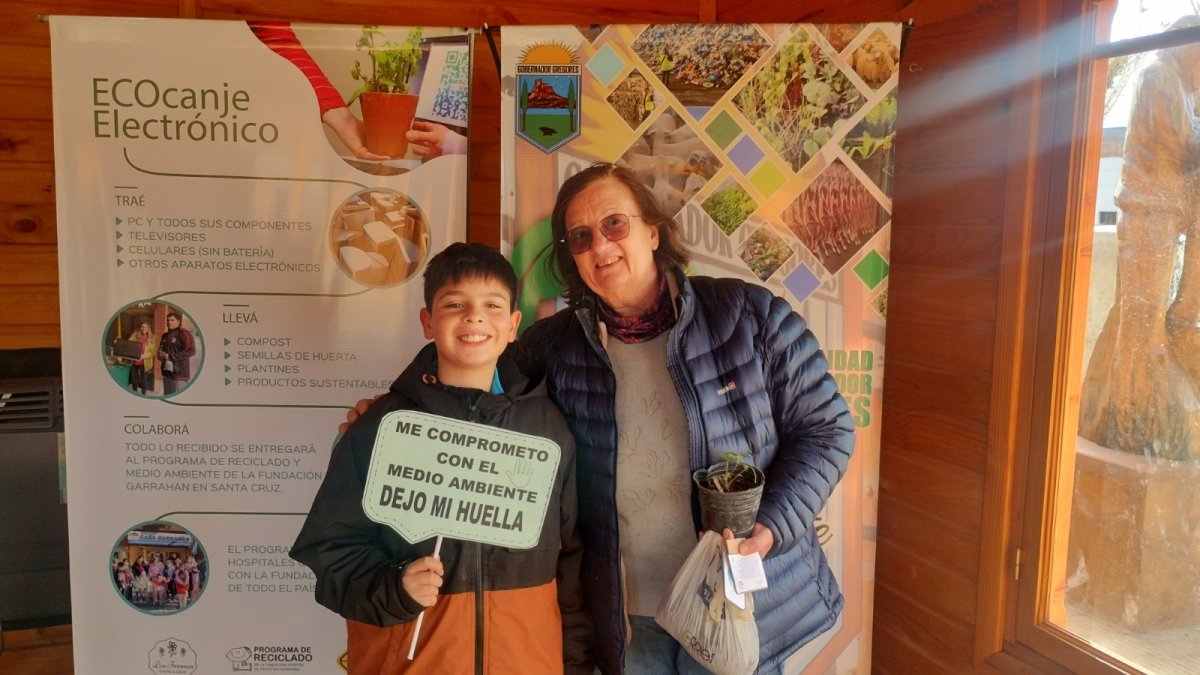 ECOcanje
Electrónico
TRAÉ
PC Y TODOS SUS COMPONENTES
TELEVISORES
CELULARES (SIN BATERÍA)
OTROS APARATOS ELECTRÓNICOS
LLEVÁ
COMPOST
SEMILLAS DE HUERTA
PLANTINES
PRODUCTOS SUSTENTABLES
COLABORÁ
TODO LO RECIBIDO SE ENTREGARÁ
AL PROGRAMA DE RECICLADO Y
MEDIO AMBIENTE DE LA FUNDACIÓN
GARRAHAN EN SANTA CRUZ.
CASA GARRAHAN
EL PROGRAMA
HOSPITALES
CON LA FUNDA
DE TODO EL PAÍS
PROGRAMA DE
RECICLADO
GOBERNADOR GREGORES
ME COMPROMETO
CON EL
MEDIO AMBIENTE
DEJO MI HUELLA